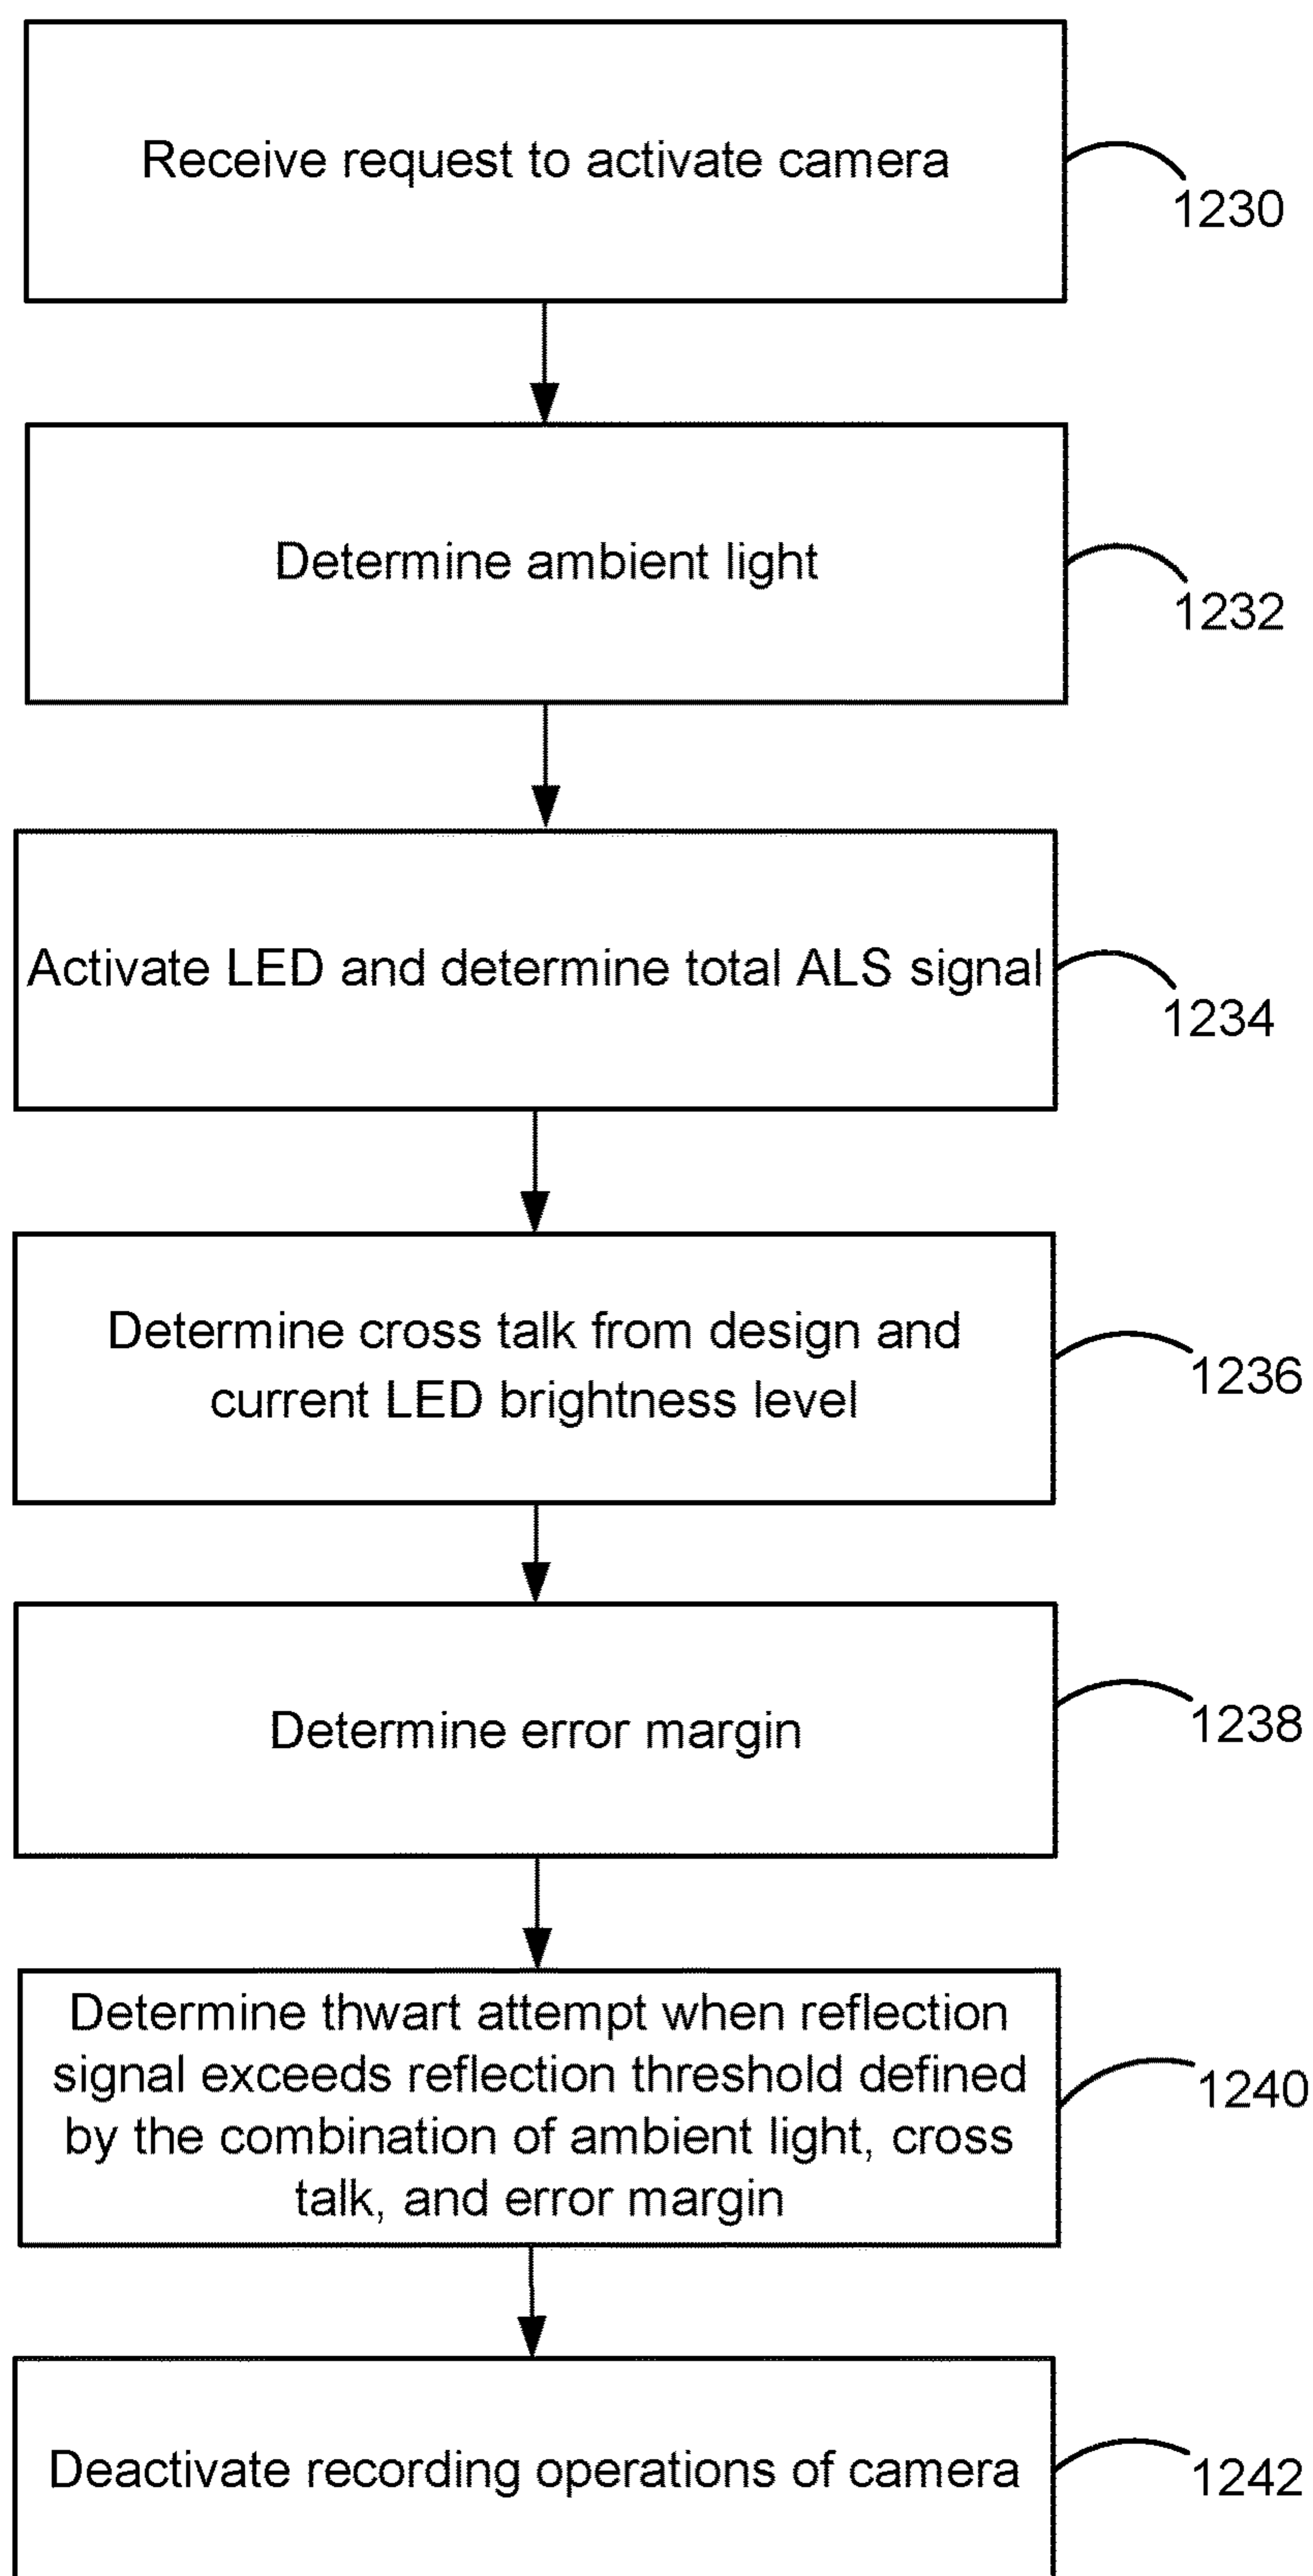 Receive request to activate camera
1230
Determine ambient light
1232
Activate LED and determine total ALS signal
1234
Determine cross talk from design and
current LED brightness level
1236
Determine error margin
1238
Determine thwart attempt when reflection
signal exceeds reflection threshold defined
by the combination of ambient light, cross
talk, and error margin
1240
Deactivate recording operations of camera
1242